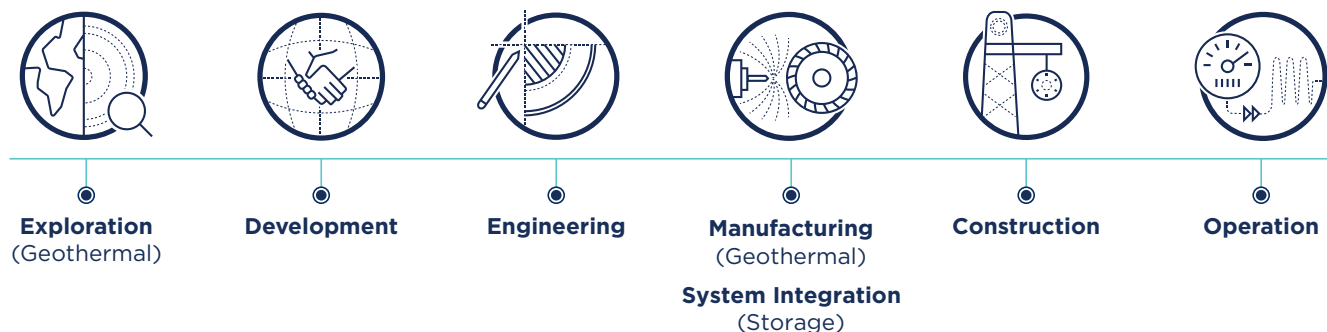 Exploration
(Geothermal)
Development
Engineering
Manufacturing
(Geothermal)
System Integration
(Storage)
Construction
Operation